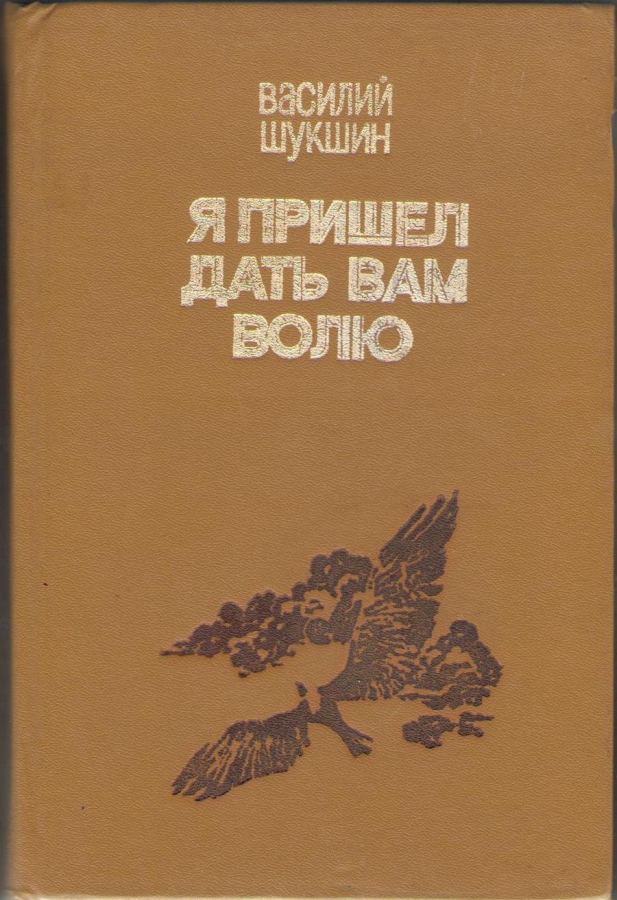 Василий
Шукшин
Я ПРИШЕЛ
ДАТЬ ВАМ
ВОЛЮ